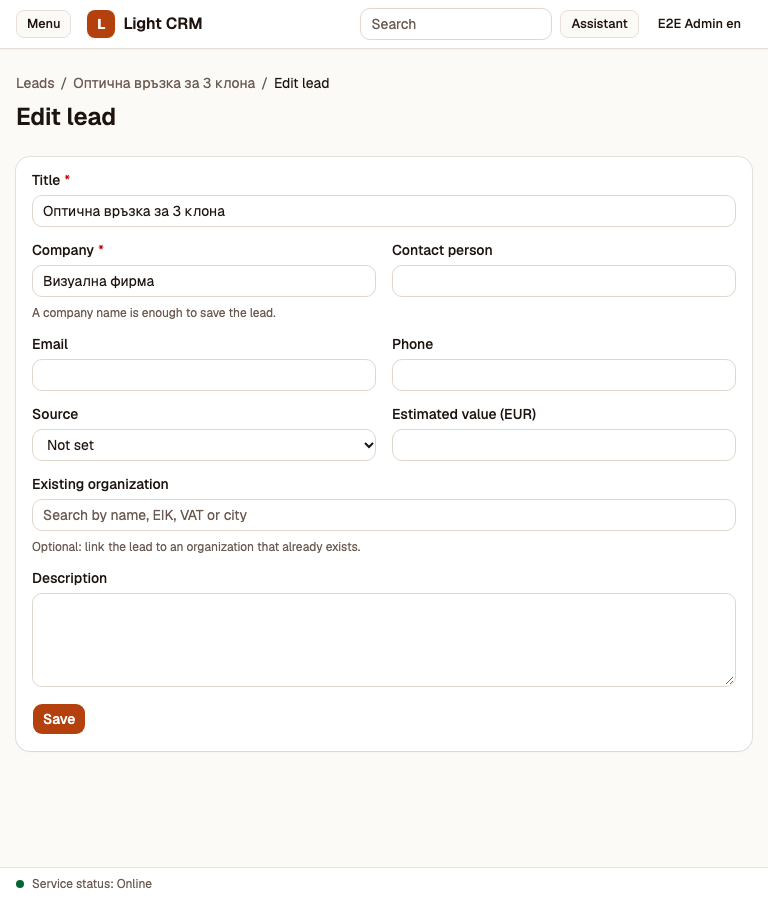 Menu
L
Light CRM
Search
Assistant
E2E Admin en
Leads / Оптична връзка за 3 клона / Edit lead
Edit lead
Title *
Оптична връзка за 3 клона
Company *
Contact person
Визуална фирма
A company name is enough to save the lead.
Email
Phone
Source
Estimated value (EUR)
Not set
Existing organization
Search by name, EIK, VAT or city
Optional: link the lead to an organization that already exists.
Description
Save
Service status: Online